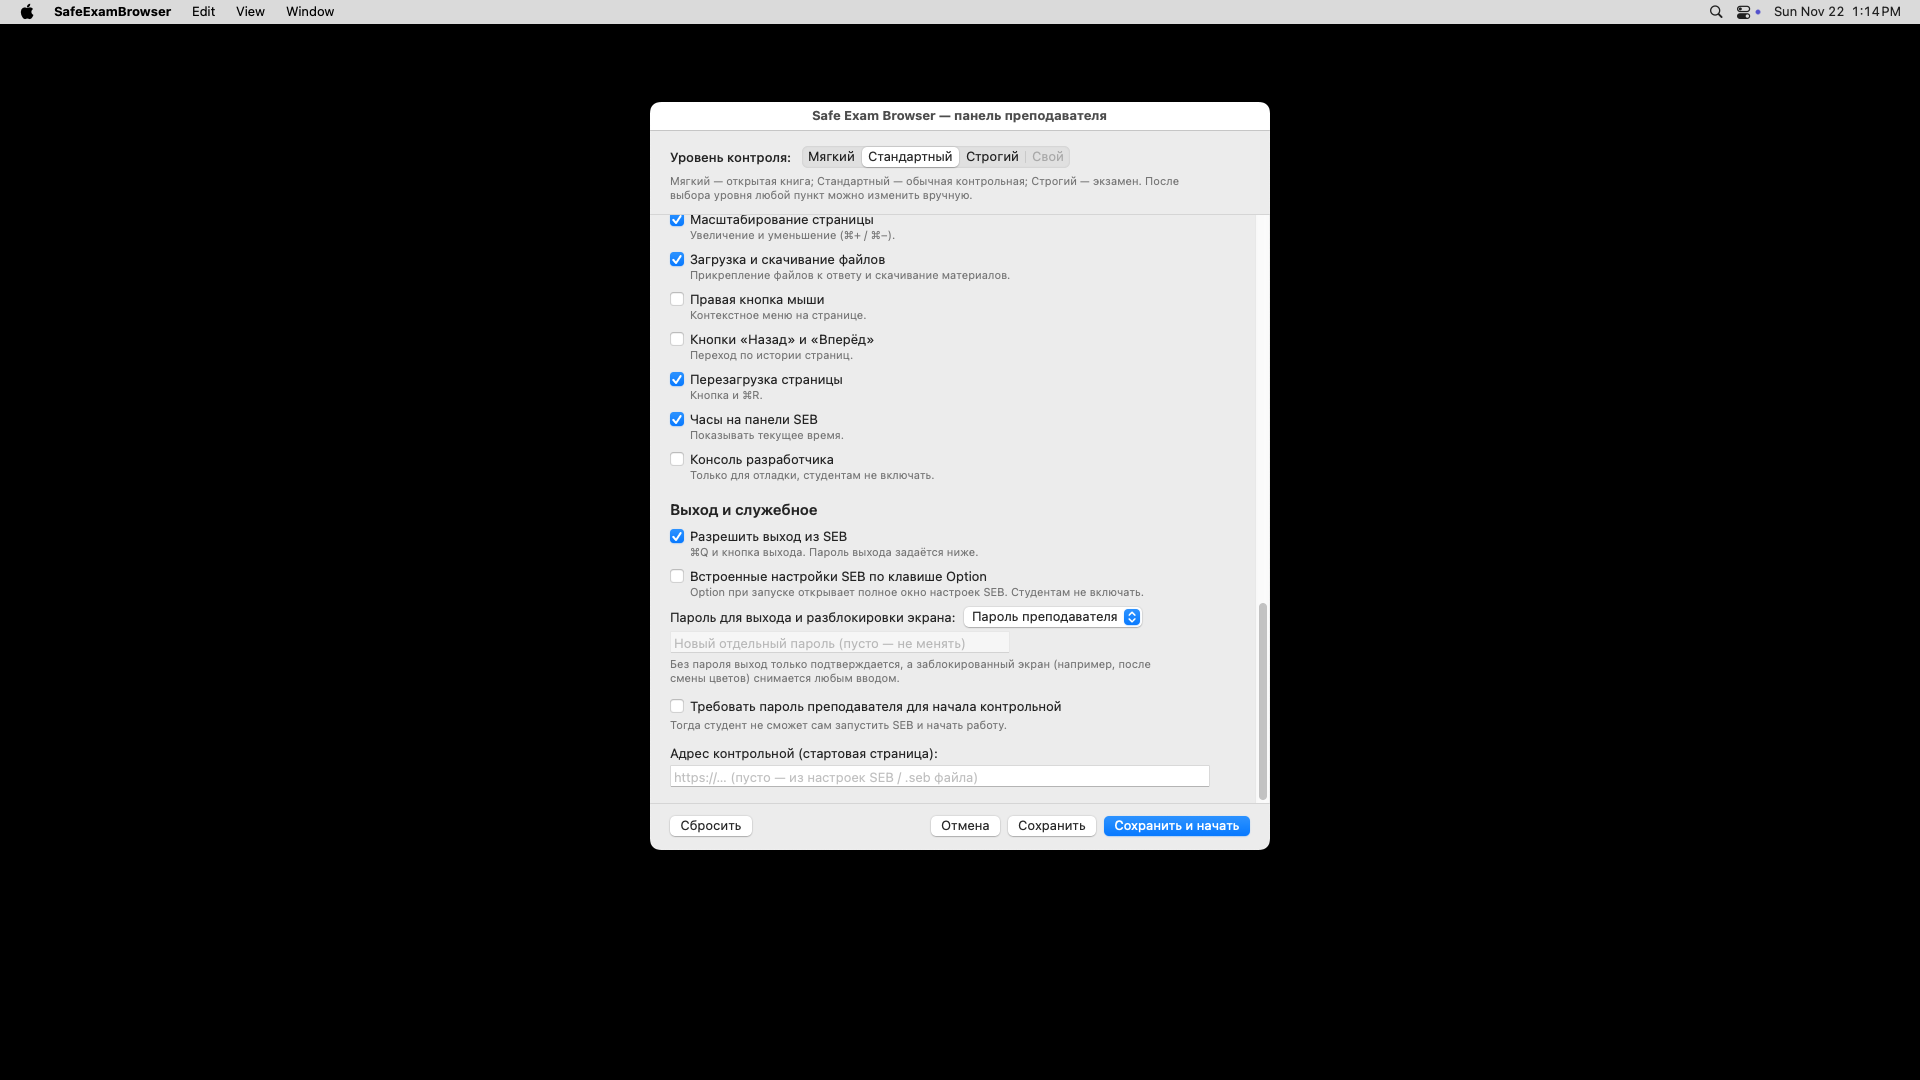 SafeExamBrowser Edit View Window Sun Nov 22 1:14 PM
Safe Exam Browser — панель преподавателя
Уровень контроля: Мягкий Стандартный Строгий Свой
Мягкий — открытая книга; Стандартный — обычная контрольная; Строгий — экзамен. После
выбора уровня любой пункт можно изменить вручную.
Масштабирование страницы
Увеличение и уменьшение (⌘+ / ⌘−).
Загрузка и скачивание файлов
Прикрепление файлов к ответу и скачивание материалов.
Правая кнопка мыши
Контекстное меню на странице.
Кнопки «Назад» и «Вперёд»
Переход по истории страниц.
Перезагрузка страницы
Кнопка и ⌘R.
Часы на панели SEB
Показывать текущее время.
Консоль разработчика
Только для отладки, студентам не включать.
Выход и служебное
Разрешить выход из SEB
⌘Q и кнопка выхода. Пароль выхода задаётся ниже.
Встроенные настройки SEB по клавише Option
Option при запуске открывает полное окно настроек SEB. Студентам не включать.
Пароль для выхода и разблокировки экрана: Пароль преподавателя
Новый отдельный пароль (пусто — не менять)
Без пароля выход только подтверждается, а заблокированный экран (например, после
смены цветов) снимается любым вводом.
Требовать пароль преподавателя для начала контрольной
Тогда студент не сможет сам запустить SEB и начать работу.
Адрес контрольной (стартовая страница):
https://... (пусто — из настроек SEB / .seb файла)
Сбросить Отмена Сохранить Сохранить и начать